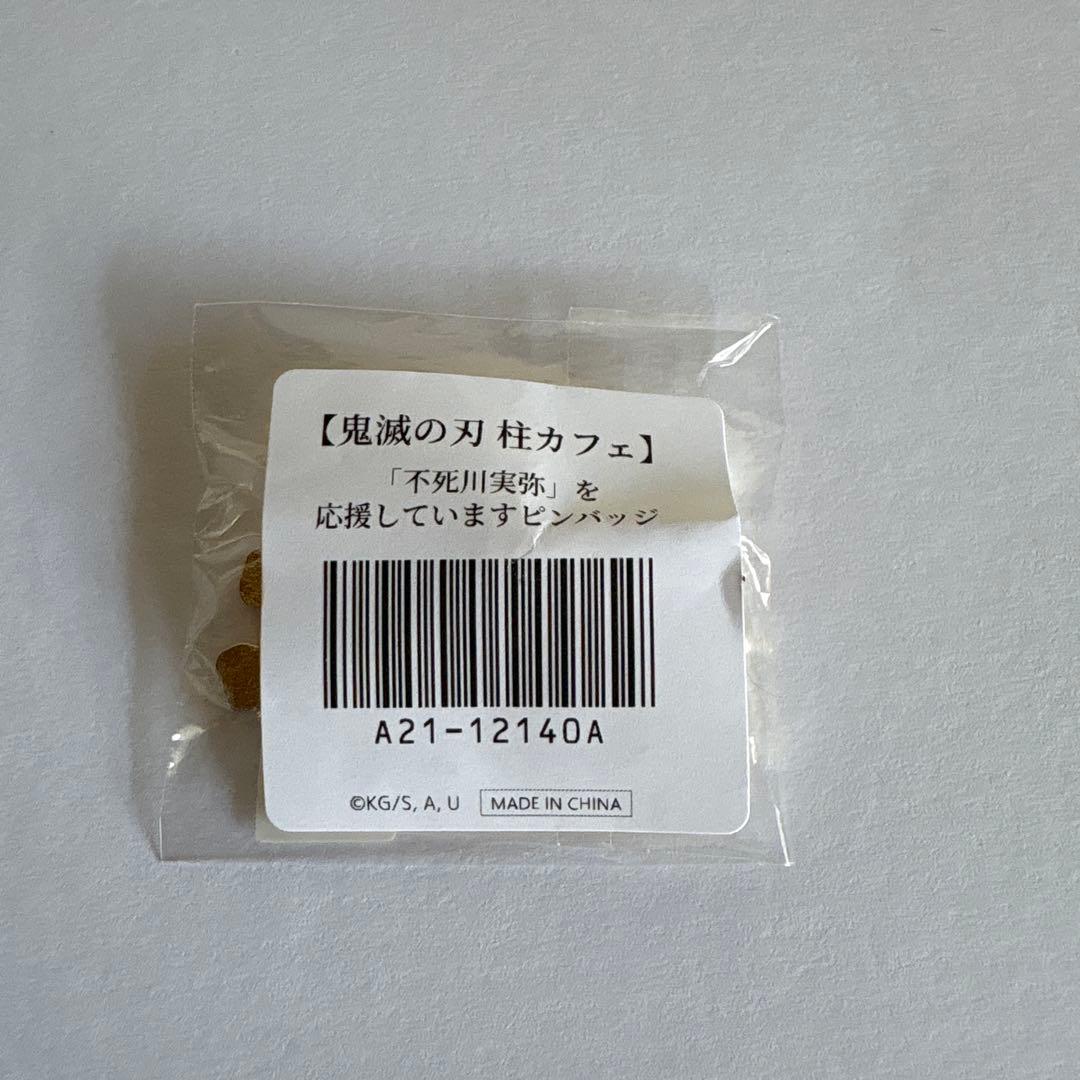 【鬼滅の刃 柱カフェ】
「不死川実弥」を
応援していますピンバッジ
A21-12140A
©KG/S, A, U MADE IN CHINA